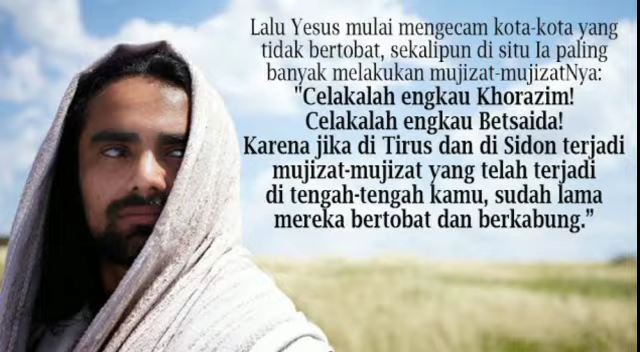 Lalu Yesus mulai mengecam kota-kota yang
tidak bertobat, sekalipun di situ Ia paling
banyak melakukan mujizat-mujizatNya:
"Celakalah engkau Khorazim!
Celakalah engkau Betsaida!
Karena jika di Tirus dan di Sidon terjadi
mujizat-mujizat yang telah terjadi
di tengah-tengah kamu, sudah lama
mereka bertobat dan berkabung.”